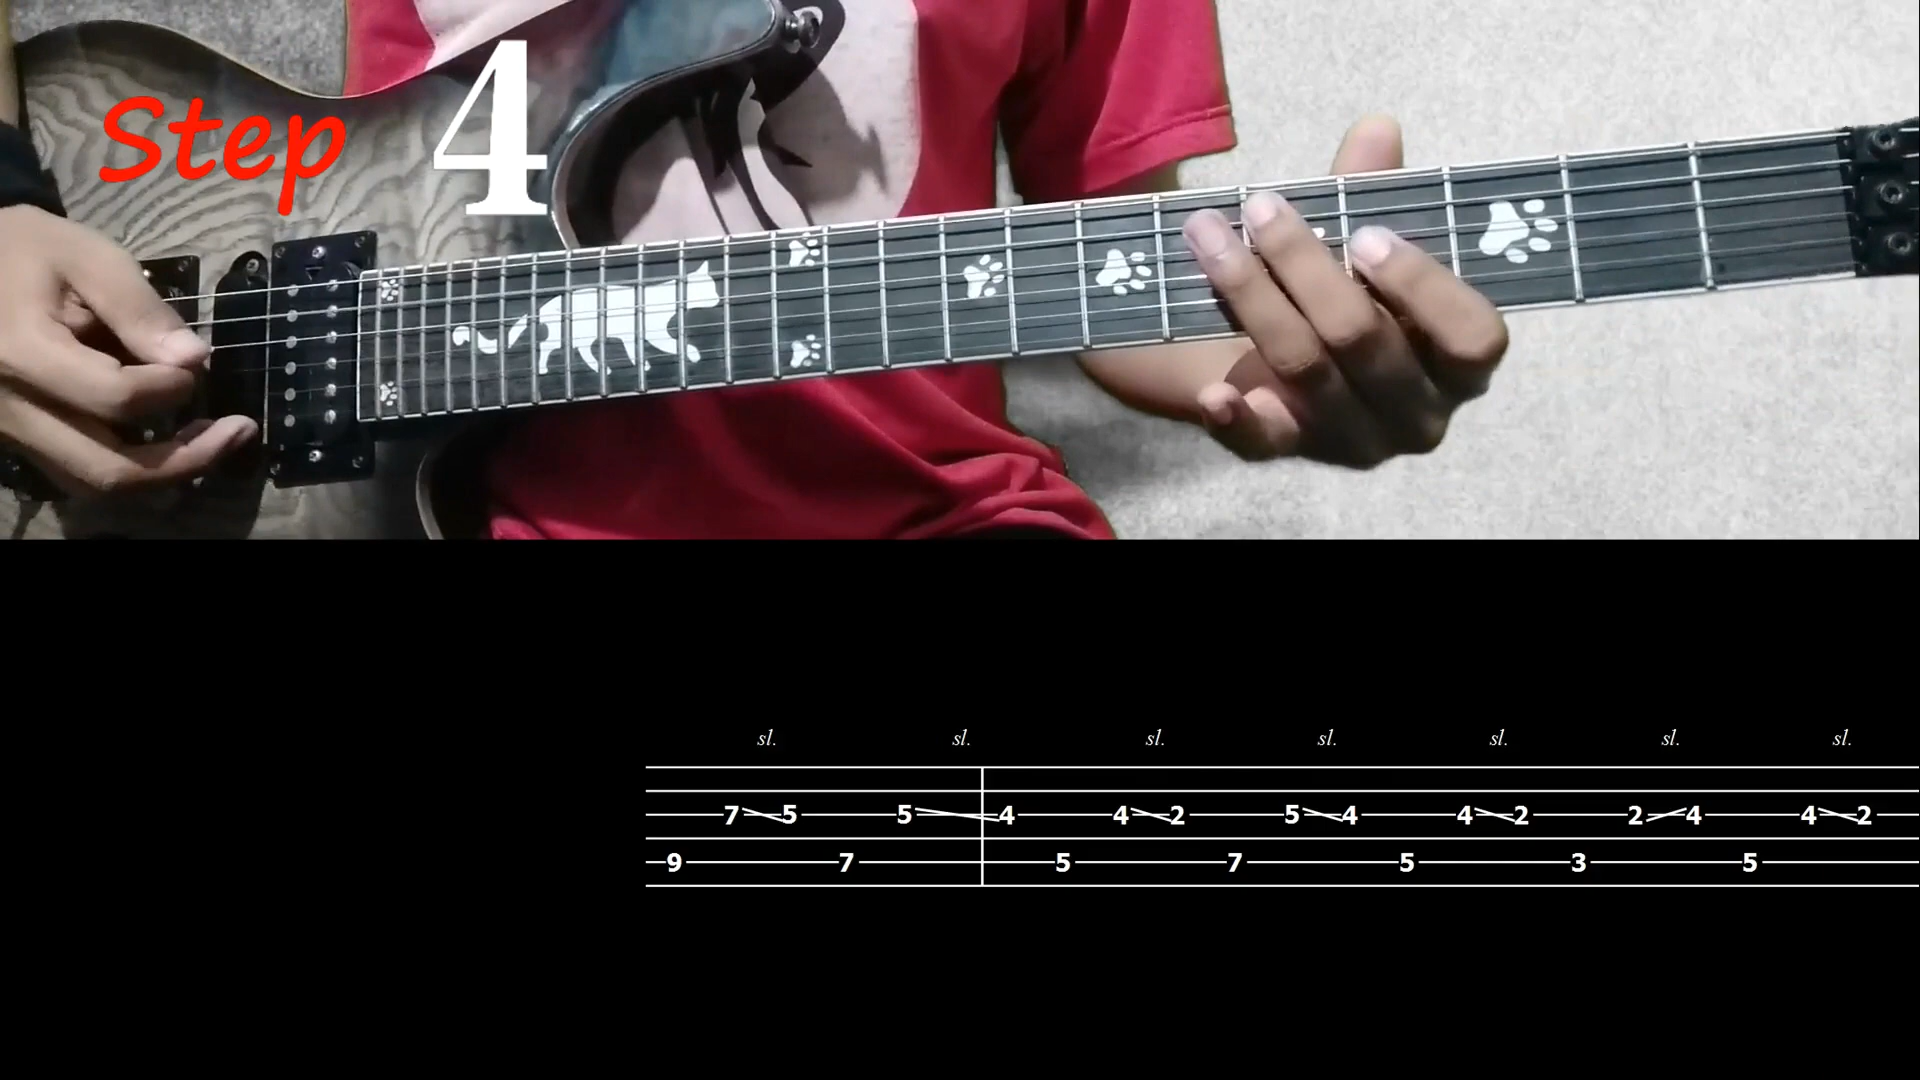 Step 4
sl. sl. sl. sl. sl. sl. sl.
7 5 5 4 4 2 5 4 4 2 2 4 4 2
9 7 5 7 5 3 5